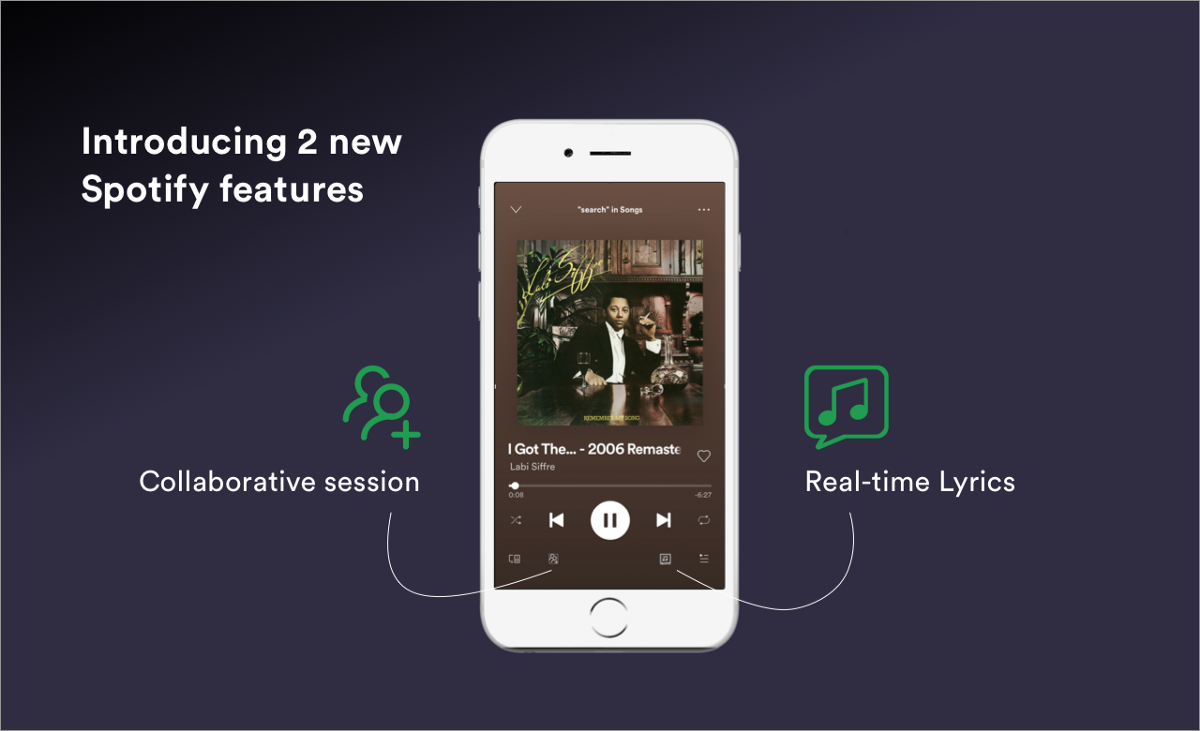 Introducing 2 new
Spotify features
"search" in Songs
Labi Siffre
REMEMBER MY SONG
I Got The... - 2006 Remaste
Labi Siffre
0:08
-6:27
Collaborative session
Real-time Lyrics